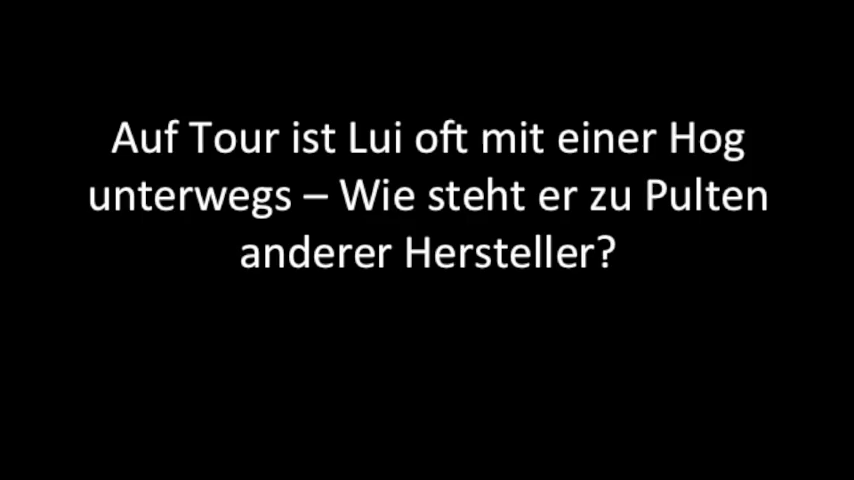 Auf Tour ist Lui oft mit einer Hog
unterwegs – Wie steht er zu Pulten
anderer Hersteller?